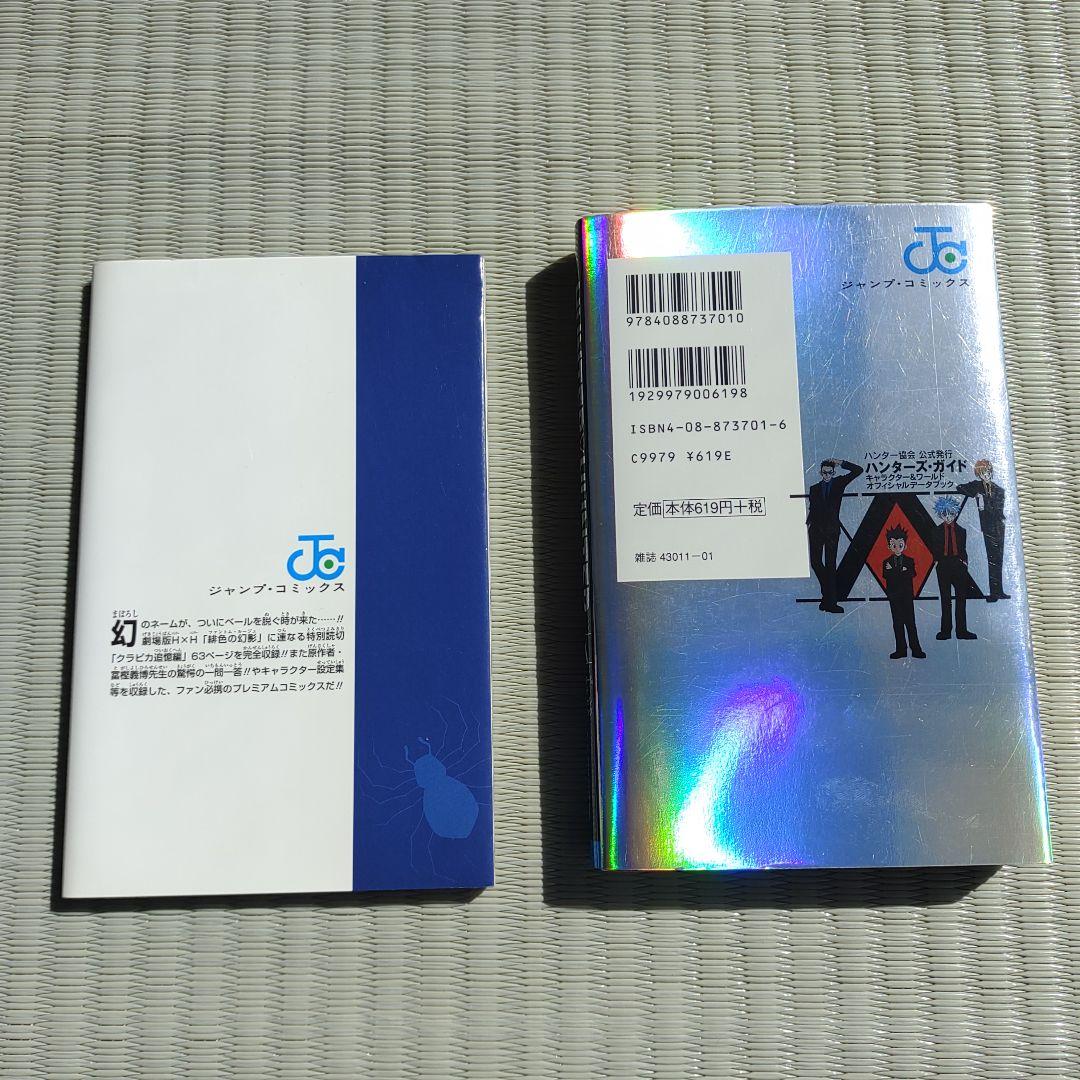 ジャンプ・コミックス
幻のネームが、ついにベールを脱ぐ時が来た……!!
劇場版H×H「緋色の幻影」に連なる特別読切
「クラピカ追憶編」63ページを完全収録!!また原作者・
冨樫義博先生の驚愕の一問一答!!やキャラクター設定集
等を収録した、ファン必携のプレミアムコミックスだ!!
ジャンプ・コミックス
9784088737010
1929979006198
ISBN4-08-873701-6
C9979 ¥619E
定価 本体619円+税
雑誌 43011-01
ハンター協会 公式発行
ハンターズ・ガイド
キャラクター&ワールド
オフィシャルデータブック